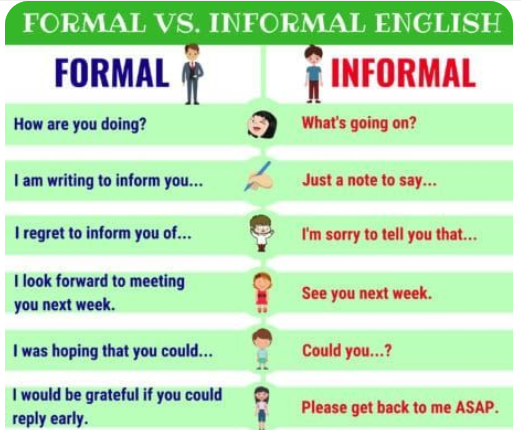 FORMAL VS. INFORMAL ENGLISH
FORMAL INFORMAL
How are you doing? What's going on?
I am writing to inform you... Just a note to say...
I regret to inform you of... I'm sorry to tell you that...
I look forward to meeting
you next week. See you next week.
I was hoping that you could... Could you...?
I would be grateful if you could
reply early. Please get back to me ASAP.